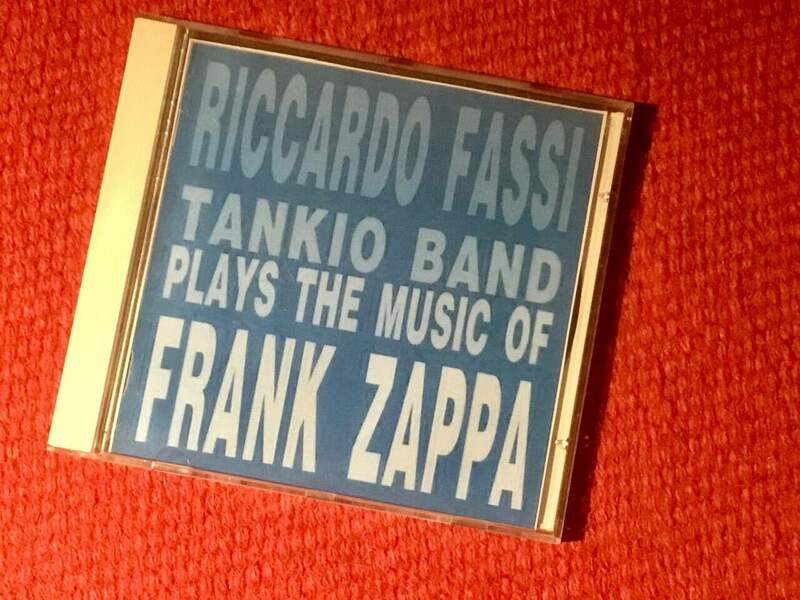 RICCARDO FASSI
TANKIO BAND
PLAYS THE MUSIC OF
FRANK ZAPPA